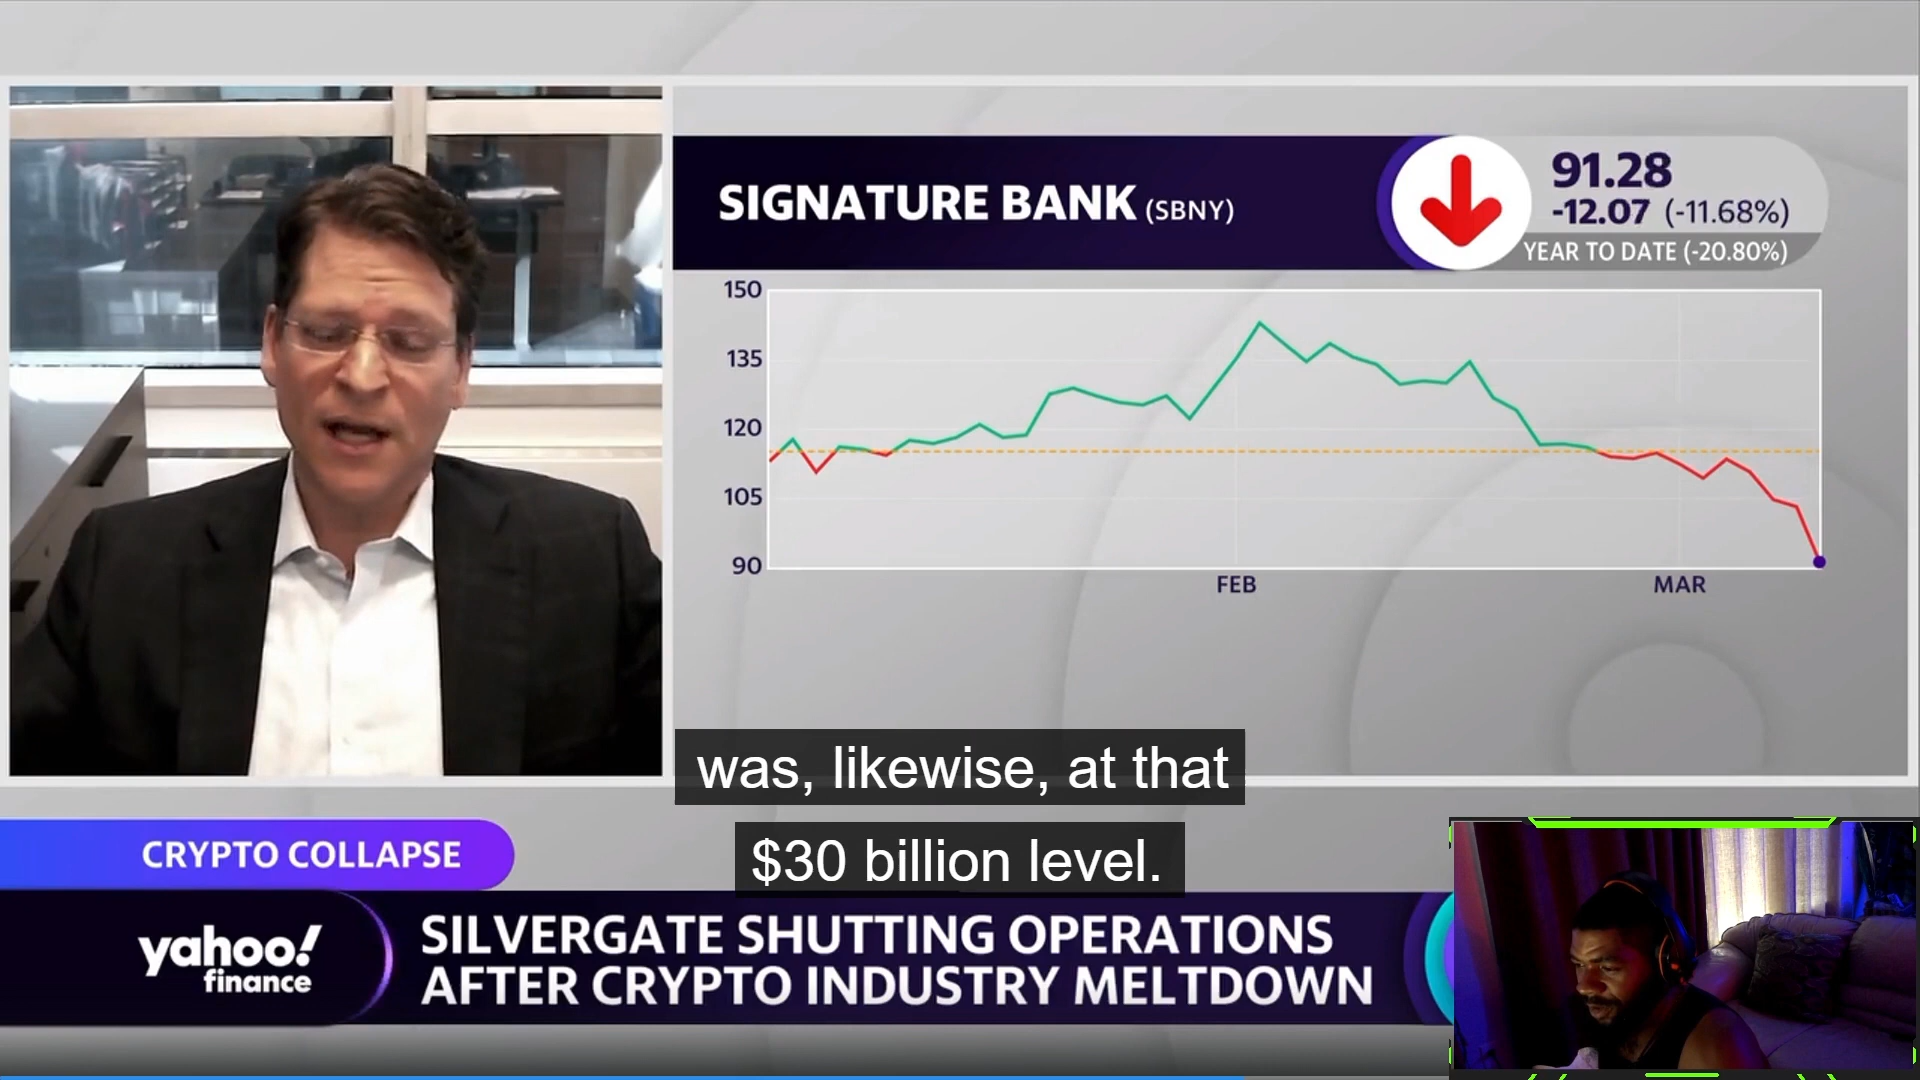 SIGNATURE BANK (SBNY)
91.28
-12.07 (-11.68%)
YEAR TO DATE (-20.80%)
150
135
120
105
90
FEB
MAR
was, likewise, at that
$30 billion level.
CRYPTO COLLAPSE
yahoo!
finance
SILVERGATE SHUTTING OPERATIONS
AFTER CRYPTO INDUSTRY MELTDOWN